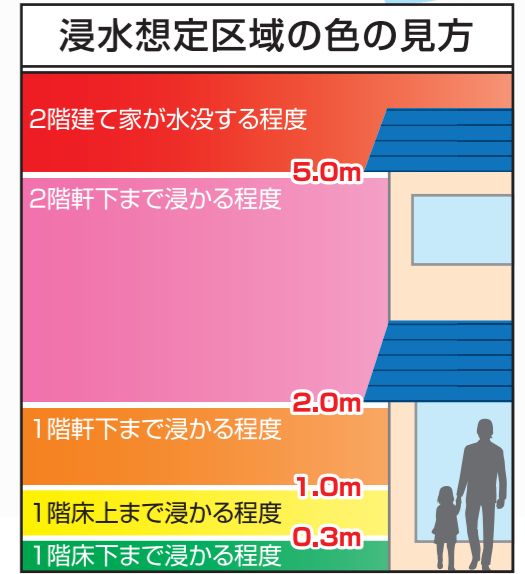 浸水想定区域の色の見方
2階建て家が水没する程度
5.0m
2階軒下まで浸かる程度
2.0m
1階軒下まで浸かる程度
1.0m
1階床上まで浸かる程度
0.3m
1階床下まで浸かる程度